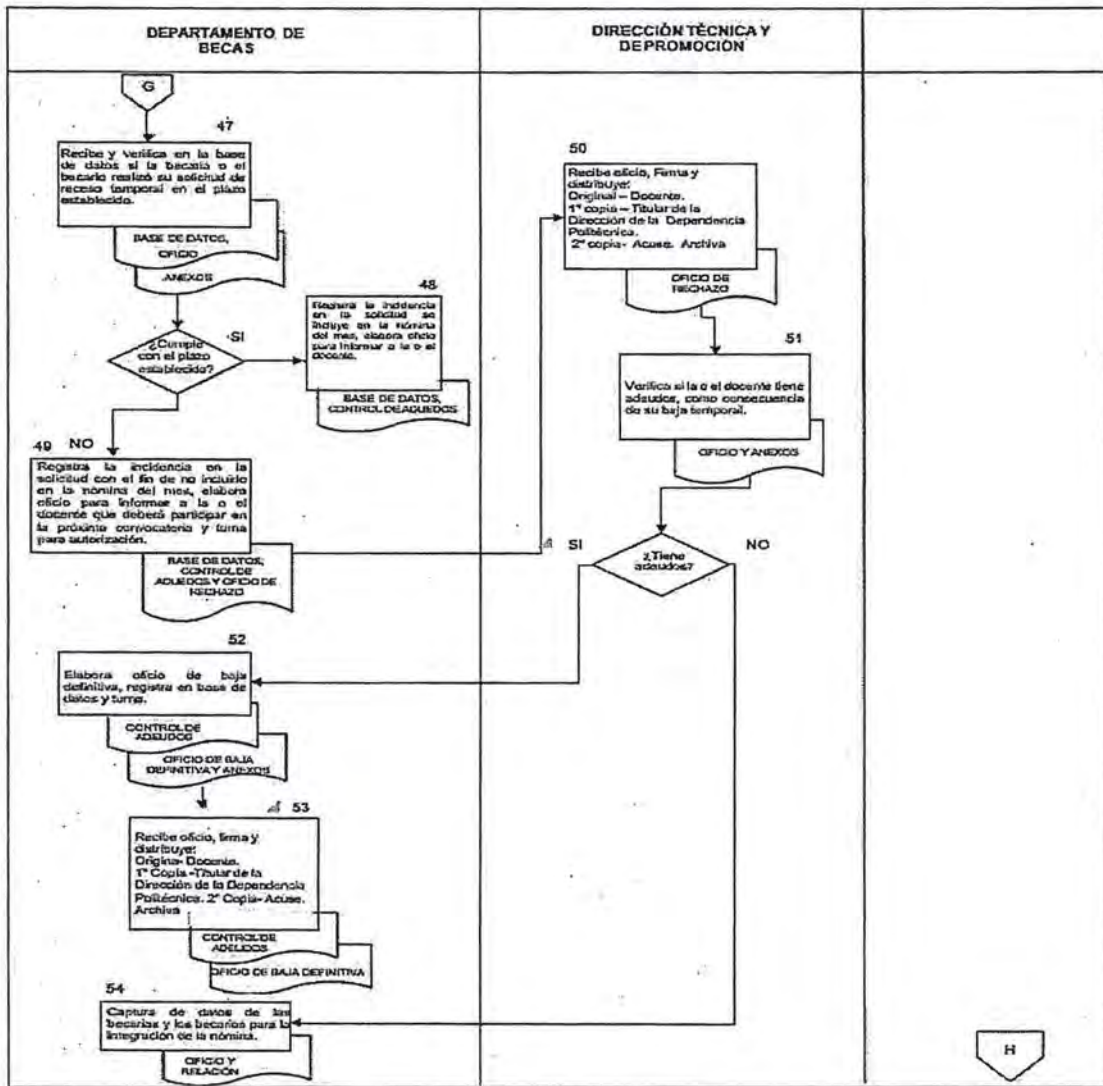 DEPARTAMENTO DE
BECAS
DIRECCIÓN TÉCNICA Y
DE PROMOCIÓN
G
47
Recibe y verifica en la base
de datos si la becaria o el
becario realizó su solicitud de
receso temporal en el plazo
establecido.
BASE DE DATOS,
OFICIO
ANEXOS
¿Cumple
con el plazo
establecido?
SI
48
Registra la incidencia
en la solicitud se
incluye en la nómina
del mes, elabora oficio
para informar a la o el
docente.
BASE DE DATOS,
CONTROL DE AQUEDOS
49 NO
Registra la incidencia en la
solicitud con el fin de no incluirlo
en la nómina del mes, elabora
oficio para informar a la o el
docente que deberá participar en
la próxima convocatoria y turna
para autorización.
BASE DE DATOS,
CONTROL DE
AQUEDOS Y OFICIO DE
RECHAZO
50
Recibe oficio, Firma y
distribuye:
Original – Docente.
1ª copia – Titular de la
Dirección de la Dependencia
Politécnica.
2ª copia- Acuse. Archiva
OFICIO DE
RECHAZO
51
Verifica si la o el docente tiene
adeudos, como consecuencia
de su baja temporal.
OFICIO Y ANEXOS
SI
¿Tiene
adeudos?
NO
52
Elabora oficio de baja
definitiva, registra en base de
datos y turna.
CONTROL DE
ADEUDOS
OFICIO DE BAJA
DEFINITIVA Y ANEXOS
53
Recibe oficio, firma y
distribuye:
Origina- Docente.
1ª Copia -Titular de la
Dirección de la Dependencia
Politécnica. 2ª Copia- Acuse.
Archiva
CONTROL DE
ADEUDOS
OFICIO DE BAJA DEFINITIVA
54
Captura de datos de las
becarias y los becarios para la
integración de la nómina.
OFICIO Y
RELACIÓN
H